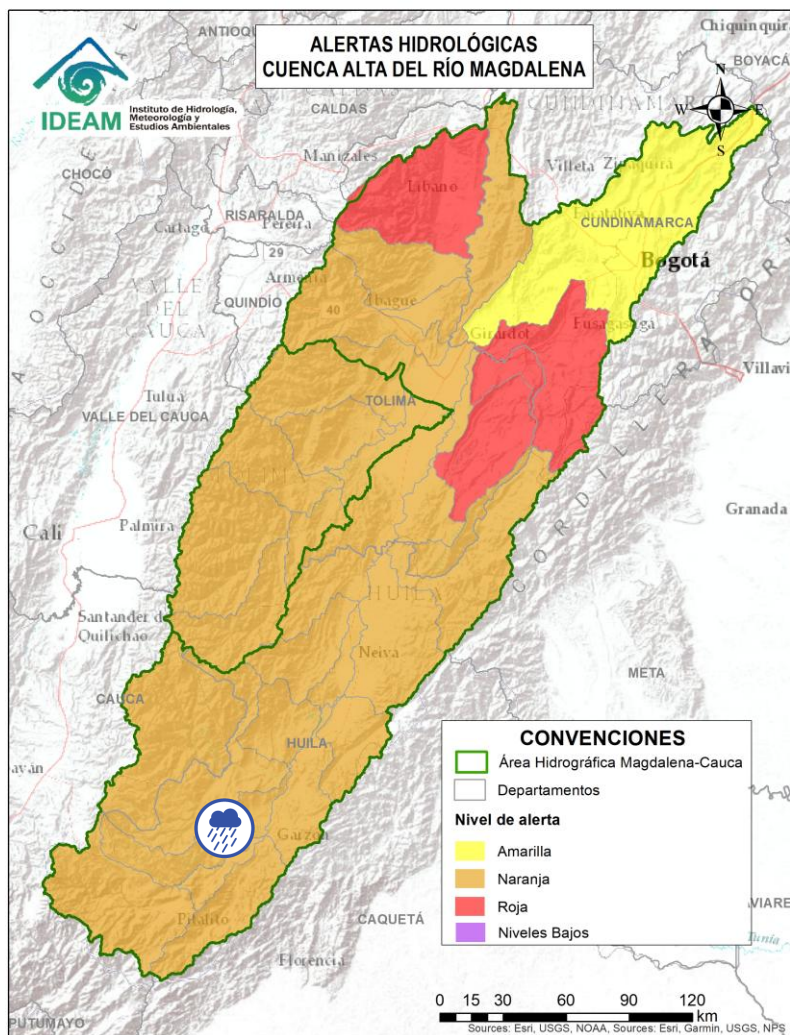 ALERTAS HIDROLÓGICAS
CUENCA ALTA DEL RÍO MAGDALENA
IDEAM
Instituto de Hidrología,
Meteorología y
Estudios Ambientales
Chiquinquirá
BOYACÁ
CALDAS
N
W
E
S
Manizales
Villeta
Zipaquirá
CHOCÓ
Líbano
RISARALDA
Pereira
Cartago
CUNDINAMARCA
Bogotá
29
Armenia
QUINDÍO
40
Ibagué
VALLE
DEL
CAUCA
Girardot
Fusagasugá
Villavi
Tuluá
VALLE DEL CAUCA
TOLIMA
CORDILLERA
Granada
Cali
Palmira
HUILA
Santander de
Quilichao
Neiva
META
CAUCA
HUILA
ayán
Garzón
Pitalito
CAQUETÁ
Florencia
PUTUMAYO
CONVENCIONES
Área Hidrográfica Magdalena-Cauca
Departamentos
Nivel de alerta
Amarilla
Naranja
Roja
Niveles Bajos
AVIARE
Tunía
0 15 30 60 90 120
km
Sources: Esri, USGS, NOAA, Sources: Esri, Garmin, USGS, NPS